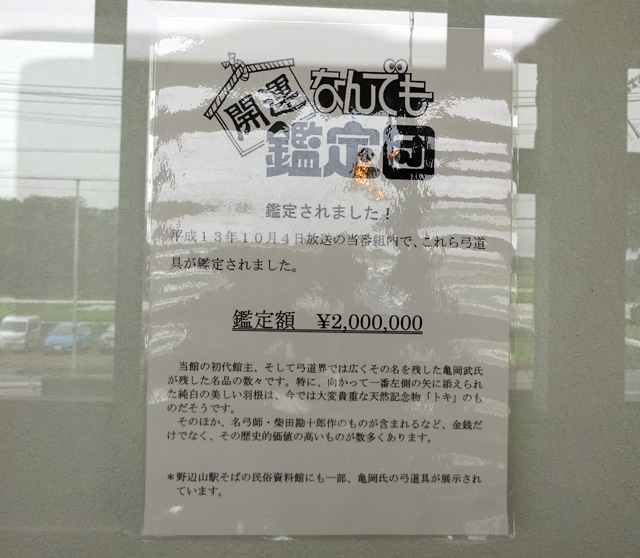 開運
なんでも
鑑定団
鑑定されました！
平成１３年１０月４日放送の当番組内で、これら弓道
具が鑑定されました。
鑑定額　¥2,000,000
当館の初代館主、そして弓道界では広くその名を残した亀岡武氏
が残した名品の数々です。特に、向かって一番左側の矢に添えられ
た純白の美しい羽根は、今では大変貴重な天然記念物「トキ」のも
のだそうです。
そのほか、名弓師・柴田勘十郎作のものが含まれるなど、金銭だ
けでなく、その歴史的価値の高いものが数多くあります。
＊野辺山駅そばの民俗資料館にも一部、亀岡氏の弓道具が展示され
ています。